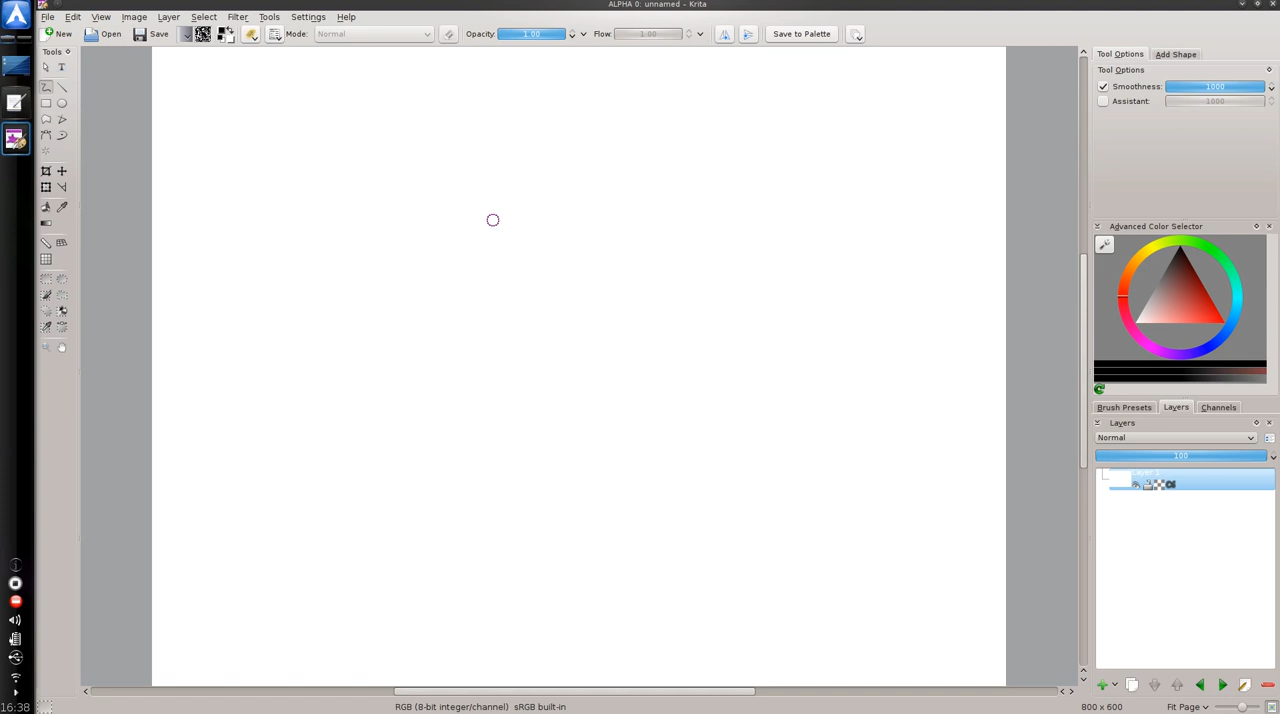 ALPHA 0: unnamed – Krita
File Edit View Image Layer Select Filter Tools Settings Help
New Open Save Mode: Normal Opacity: 1.00 Flow: 1.00 Save to Palette
Tools
T
Tool Options Add Shape
Tool Options
Smoothness: 1000
Assistant: 1000
Advanced Color Selector
Brush Presets Layers Channels
Layers
Normal
100
16:38
RGB (8-bit integer/channel) sRGB built-in
800 x 600
Fit Page